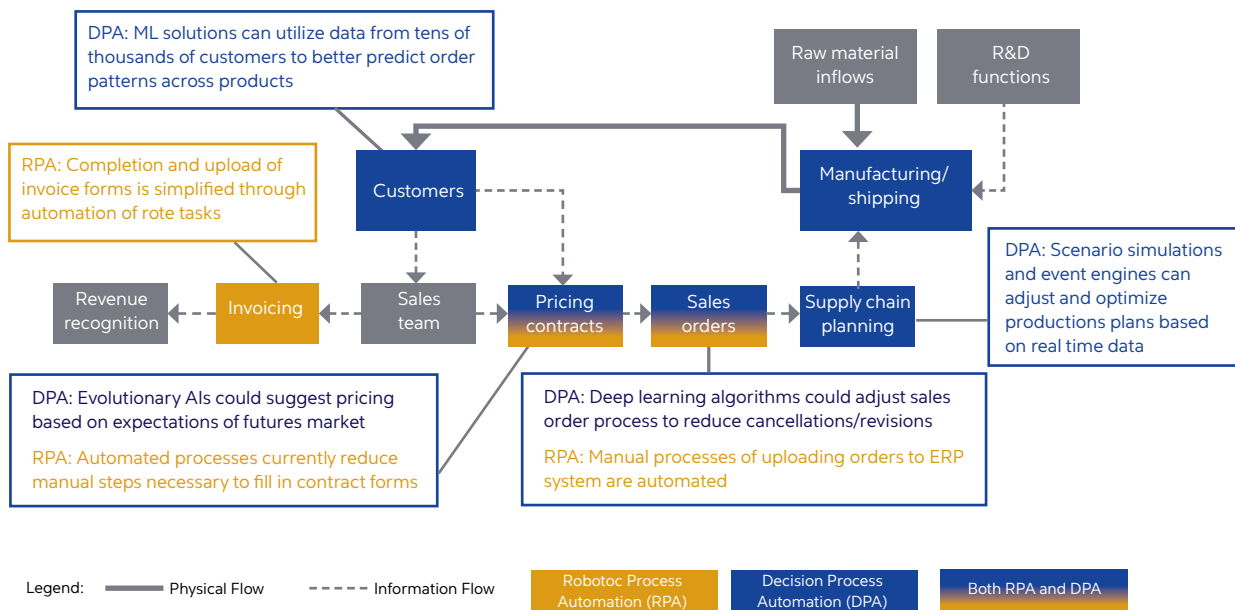 DPA: ML solutions can utilize data from tens of
thousands of customers to better predict order
patterns across products
Raw material
inflows
R&D
functions
RPA: Completion and upload of
invoice forms is simplified through
automation of rote tasks
Customers
Manufacturing/
shipping
DPA: Scenario simulations
and event engines can
adjust and optimize
productions plans based
on real time data
Revenue
recognition
Invoicing
Sales
team
Pricing
contracts
Sales
orders
Supply chain
planning
DPA: Evolutionary AIs could suggest pricing
based on expectations of futures market
RPA: Automated processes currently reduce
manual steps necessary to fill in contract forms
DPA: Deep learning algorithms could adjust sales
order process to reduce cancellations/revisions
RPA: Manual processes of uploading orders to ERP
system are automated
Legend:
Physical Flow
Information Flow
Robotoc Process
Automation (RPA)
Decision Process
Automation (DPA)
Both RPA and DPA